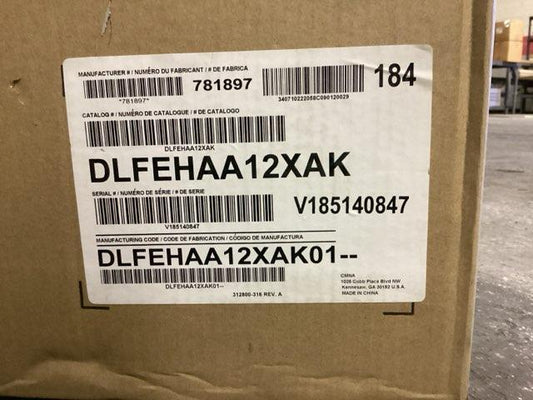 MANUFACTURER # / NUMÉRO DU FABRICANT / # DE FABRICA
781897
184
*781897*
340710222058C090120029
CATALOG # / NUMÉRO DE CATALOGUE / # DE CATALOGO
DLFEHAA12XAK
DLFEHAA12XAK
SERIAL # / NUMÉRO DE SÉRIE / # DE SERIE
V185140847
V185140847
MANUFACTURING CODE / CODE DE FABRICATION / CÓDIGO DE MANUFACTURA
DLFEHAA12XAK01--
DLFEHAA12XAK01--
312800-316 REV. A
CMNA
1026 Cobb Place Blvd NW
Kennesaw, GA 30152 U.S.A.
MADE IN CHINA